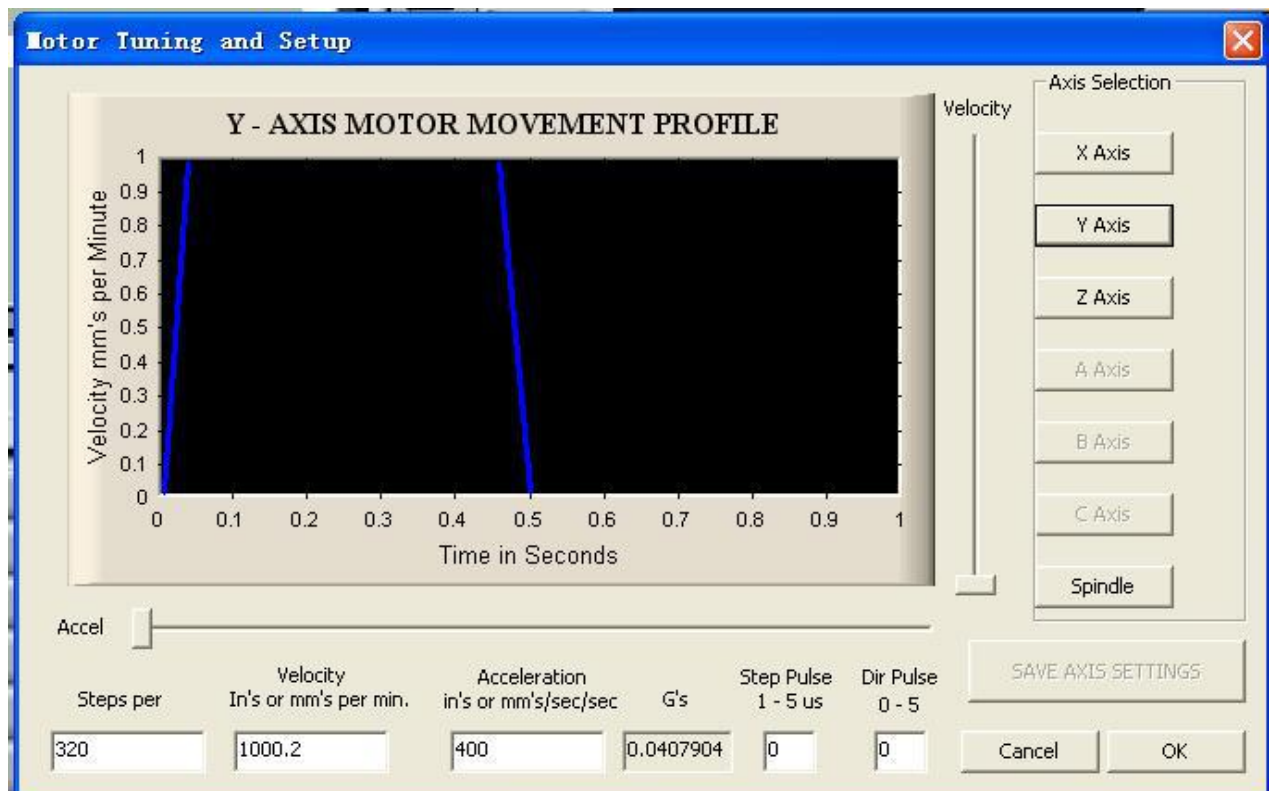 Motor Tuning and Setup
Axis Selection
Velocity
Y - AXIS MOTOR MOVEMENT PROFILE
Velocity mm's per Minute
1
0.9
0.8
0.7
0.6
0.5
0.4
0.3
0.2
0.1
0
0 0.1 0.2 0.3 0.4 0.5 0.6 0.7 0.8 0.9 1
Time in Seconds
X Axis
Y Axis
Z Axis
A Axis
B Axis
C Axis
Spindle
Accel
Steps per
Velocity
In's or mm's per min.
Acceleration
in's or mm's/sec/sec
G's
Step Pulse
1 - 5 us
Dir Pulse
0 - 5
SAVE AXIS SETTINGS
320
1000.2
400
0.0407904
0
0
Cancel
OK